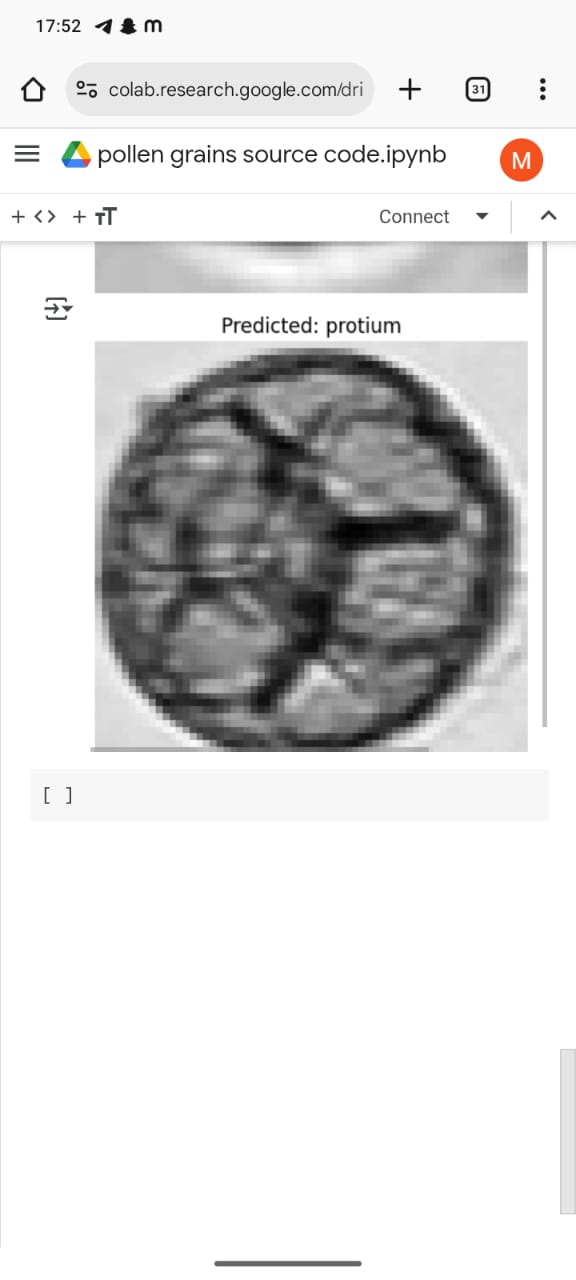 17:52
31
colab.research.google.com/dri
pollen grains source code.ipynb
M
+ <> + TT
Connect
Predicted: protium
[ ]